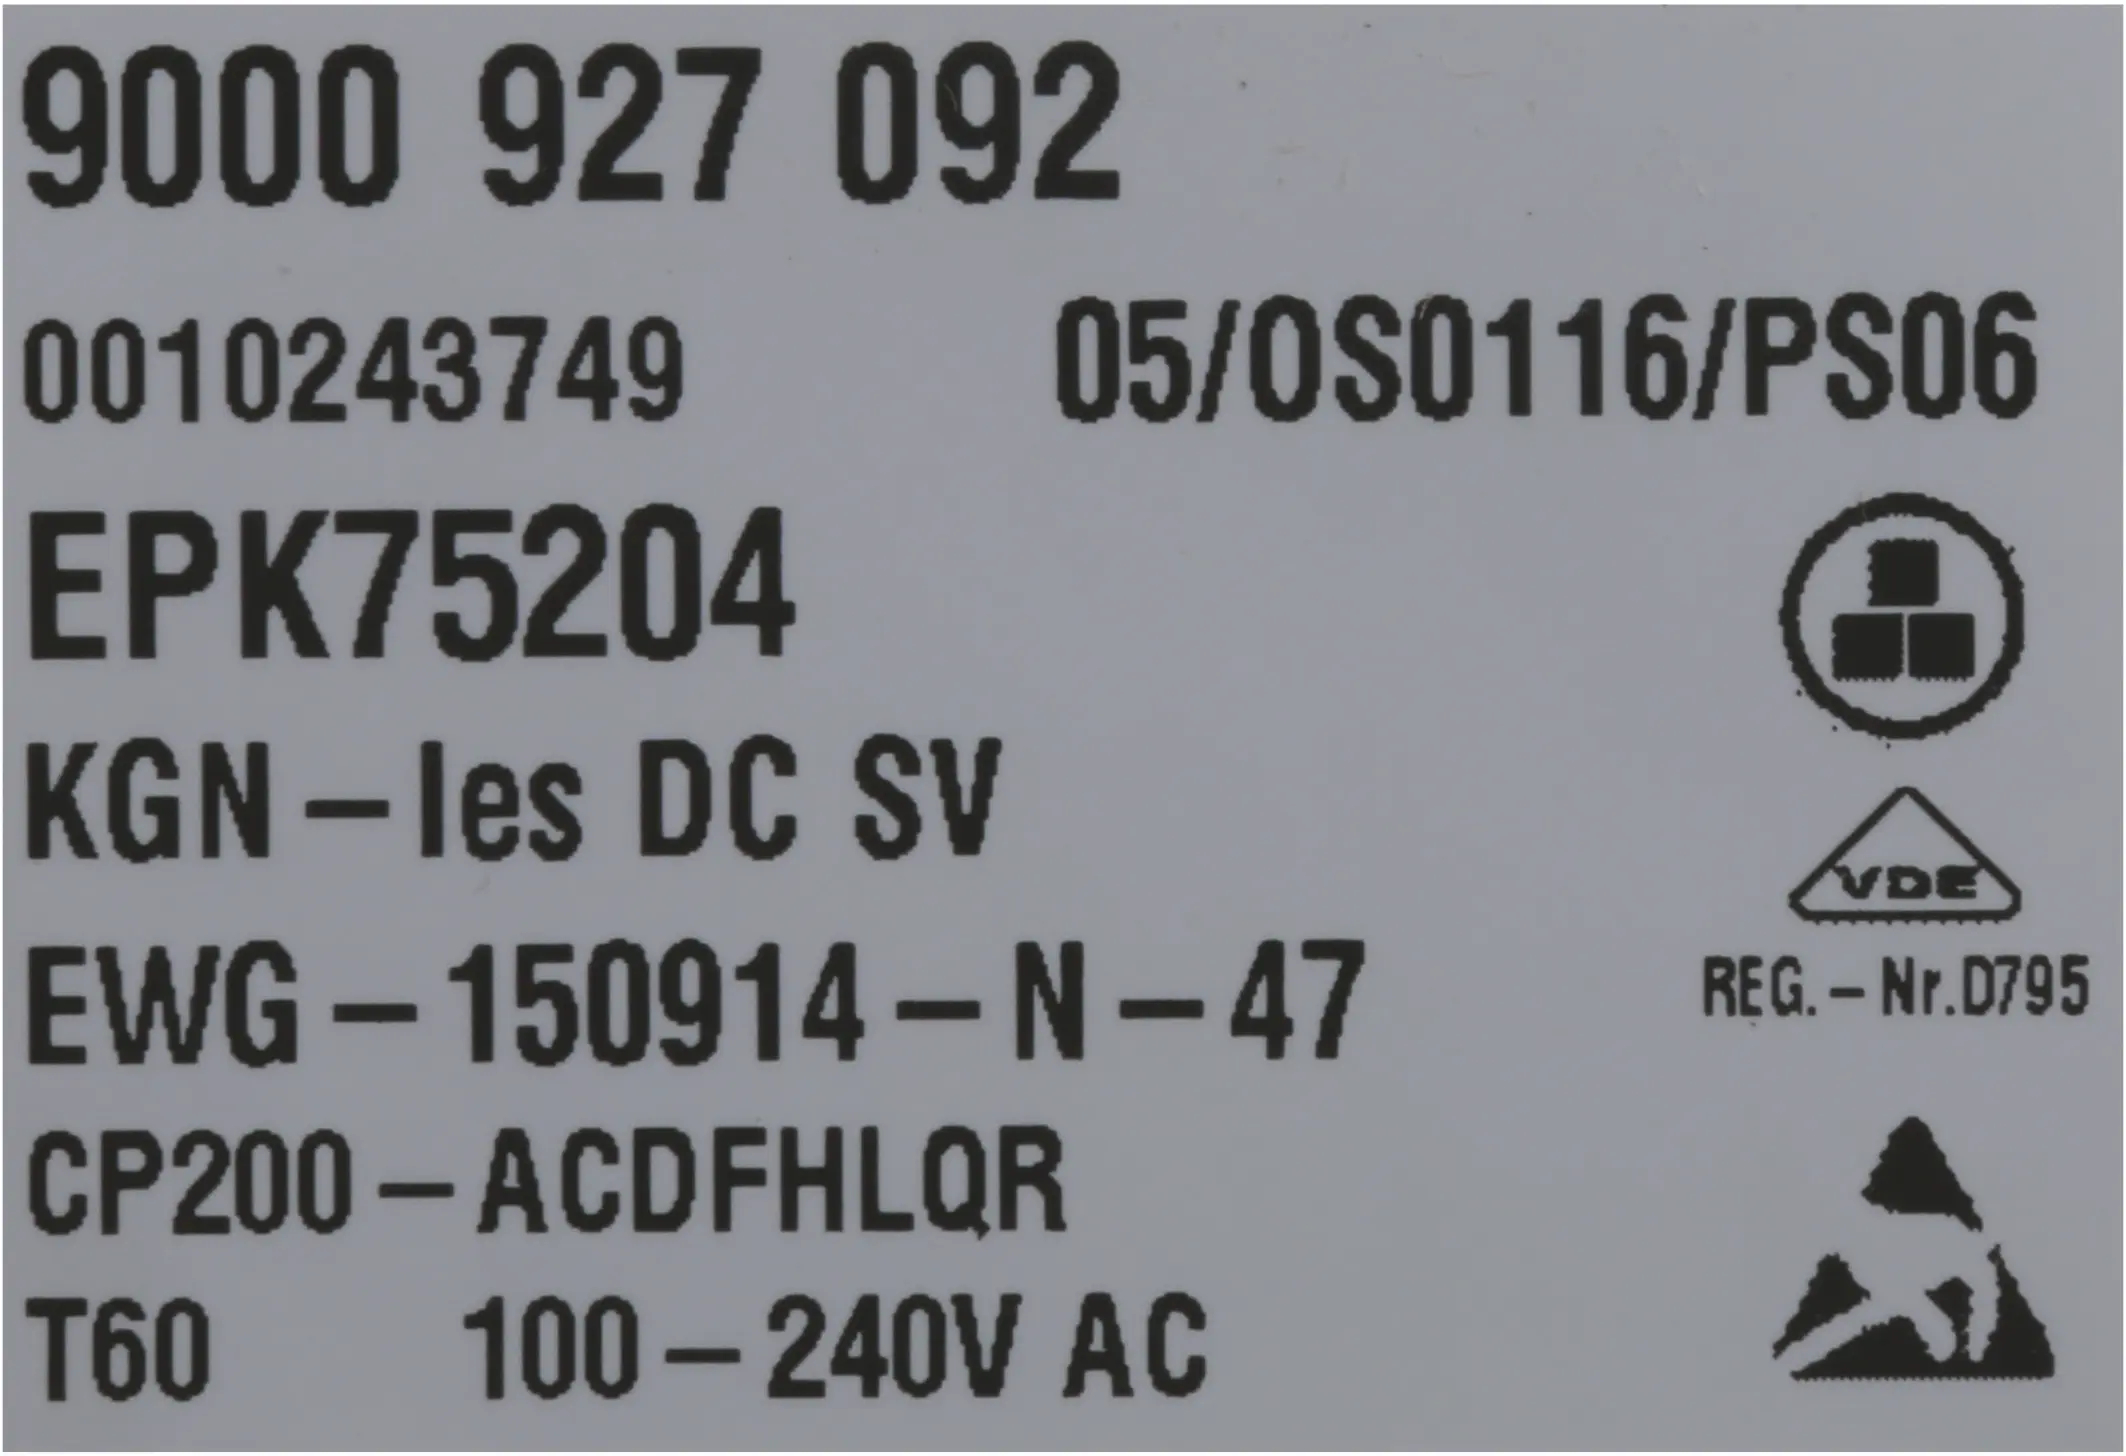 9000 927 092
0010243749 05/OS0116/PS06
EPK75204
KGN-les DC SV
VDE
EWG-150914-N-47
REG.-Nr.D795
CP200-ACDFHLQR
T60 100-240V AC